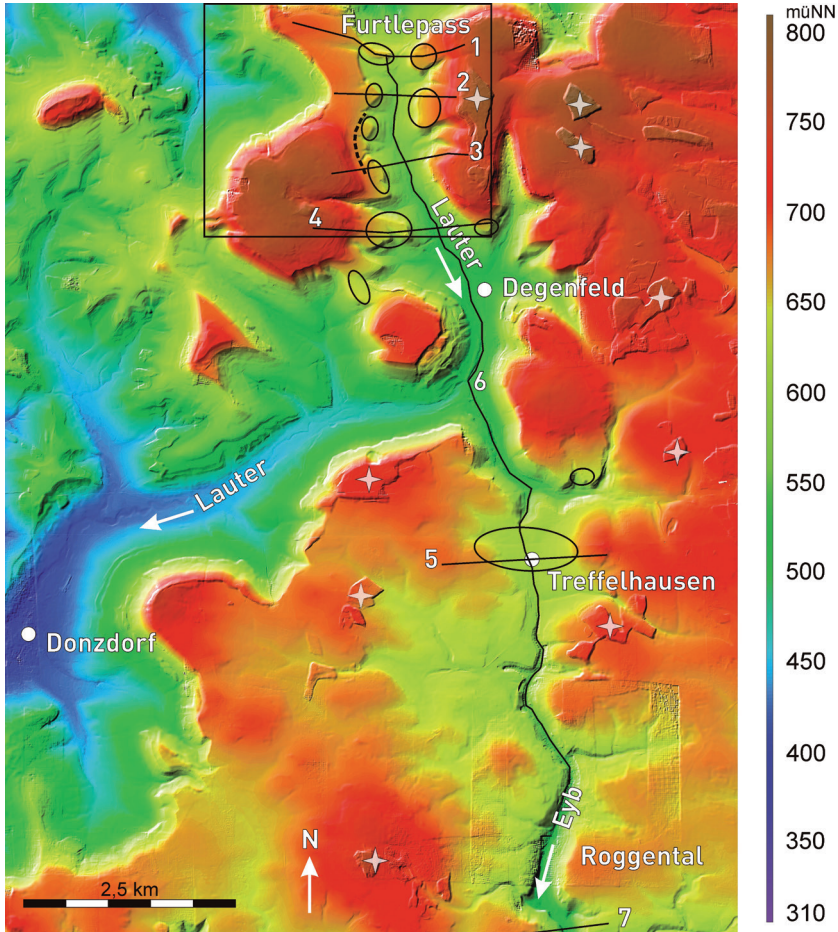 müNN
Furtlepass
800
1
2
750
3
700
4
Lauter
Degenfeld
650
6
600
Lauter
550
5
Treffelhausen
500
Donzdorf
450
400
Eyb
N
Roggental
350
2,5 km
7
310